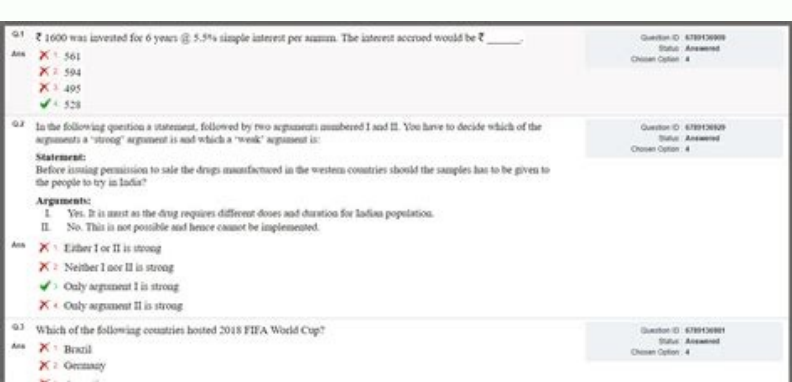 Q.1 ₹ 1600 was invested for 6 years @ 5.5% simple interest per annum. The interest accrued would be ₹ ______.
Question ID : 6789136909
Status : Answered
Chosen Option : 4
Ans 1. 561
2. 594
3. 495
4. 528
Q.2 In the following question a statement, followed by two arguments numbered I and II. You have to decide which of the
arguments a 'strong' argument is and which a 'weak' argument is:
Question ID : 6789136929
Status : Answered
Chosen Option : 4
Statement:
Before issuing permission to sale the drugs manufactured in the western countries should the samples has to be given to
the people to try in India?
Arguments:
I. Yes. It is must as the drug requires different doses and duration for Indian population.
II. No. This is not possible and hence cannot be implemented.
Ans 1. Either I or II is strong
2. Neither I nor II is strong
3. Only argument I is strong
4. Only argument II is strong
Q.3 Which of the following countries hosted 2018 FIFA World Cup?
Question ID :
Status : Answered
Chosen Option : 4
Ans 1. Brazil
2. Germany